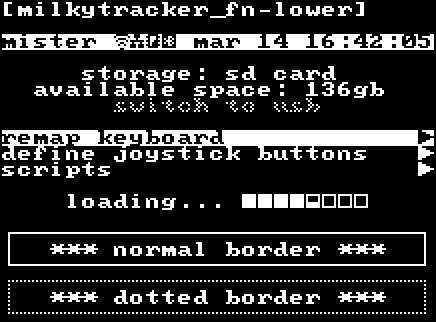 [milkytracker_fn-lower]
mister mar 14 16:42:05
storage: sd card
available space: 136gb
switch to usb
remap keyboard
define joystick buttons
scripts
loading...
*** normal border ***
*** dotted border ***